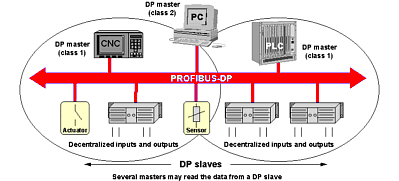 DP master
(class 2)
DP master
(class 1)
CNC
PC
PLC
DP master
(class 1)
PROFIBUS-DP
Actuator
Sensor
Decentralized inputs and outputs
Decentralized inputs and outputs
DP slaves
Several masters may read the data from a DP slave